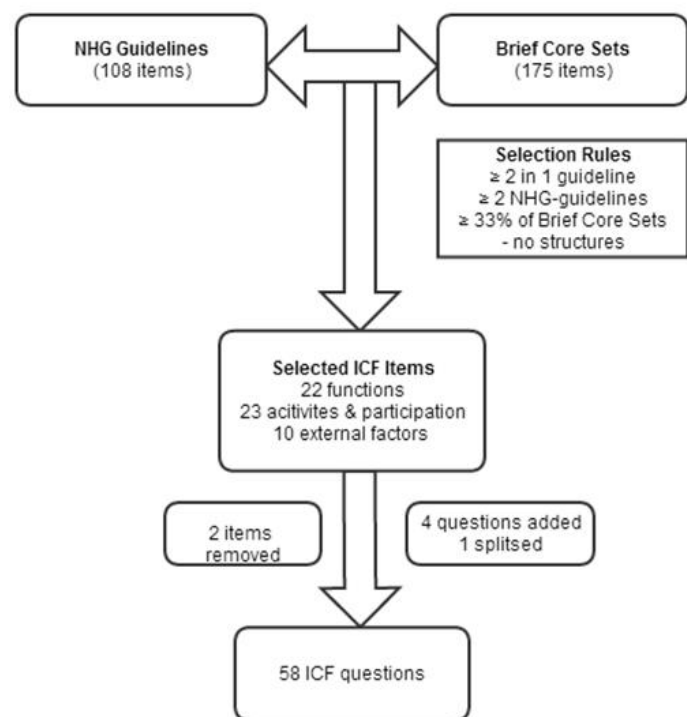 NHG Guidelines
(108 items)
Brief Core Sets
(175 items)
Selection Rules
≥ 2 in 1 guideline
≥ 2 NHG-guidelines
≥ 33% of Brief Core Sets
- no structures
Selected ICF Items
22 functions
23 acitivites & participation
10 external factors
2 items
removed
4 questions added
1 splitsed
58 ICF questions